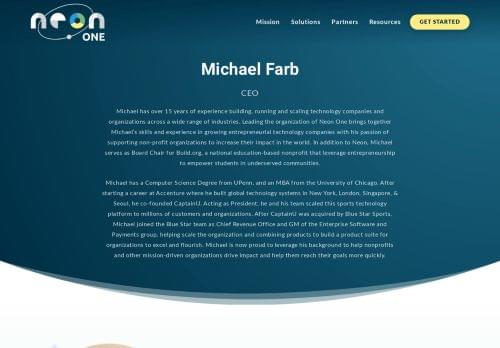 neon
ONE
Mission Solutions Partners Resources GET STARTED
Michael Farb
CEO
Michael has over 15 years of experience building, running and scaling technology companies and
organizations across a wide range of industries. Leading the organization of Neon One brings together
Michael's skills and experience in growing entrepreneurial technology companies with his passion of
supporting non-profit organizations to increase their impact in the world. In addition to Neon, Michael
serves as Board Chair for Build.org, a national education-based nonprofit that leverage entrepreneurship
to empower students in underserved communities.
Michael has a Computer Science Degree from UPenn, and an MBA from the University of Chicago. After
starting a career at Accenture where he built global technology systems in New York, London, Singapore, &
Seoul, he co-founded CaptainU. Acting as President, he and his team scaled this sports technology
platform to millions of customers and organizations. After CaptainU was acquired by Blue Star Sports,
Michael joined the Blue Star team as Chief Revenue Office and GM of the Enterprise Software and
Payments group, helping scale the organization and combining products to build a product suite for
organizations to excel and flourish. Michael is now proud to leverage his background to help nonprofits
and other mission-driven organizations drive impact and help them reach their goals more quickly.